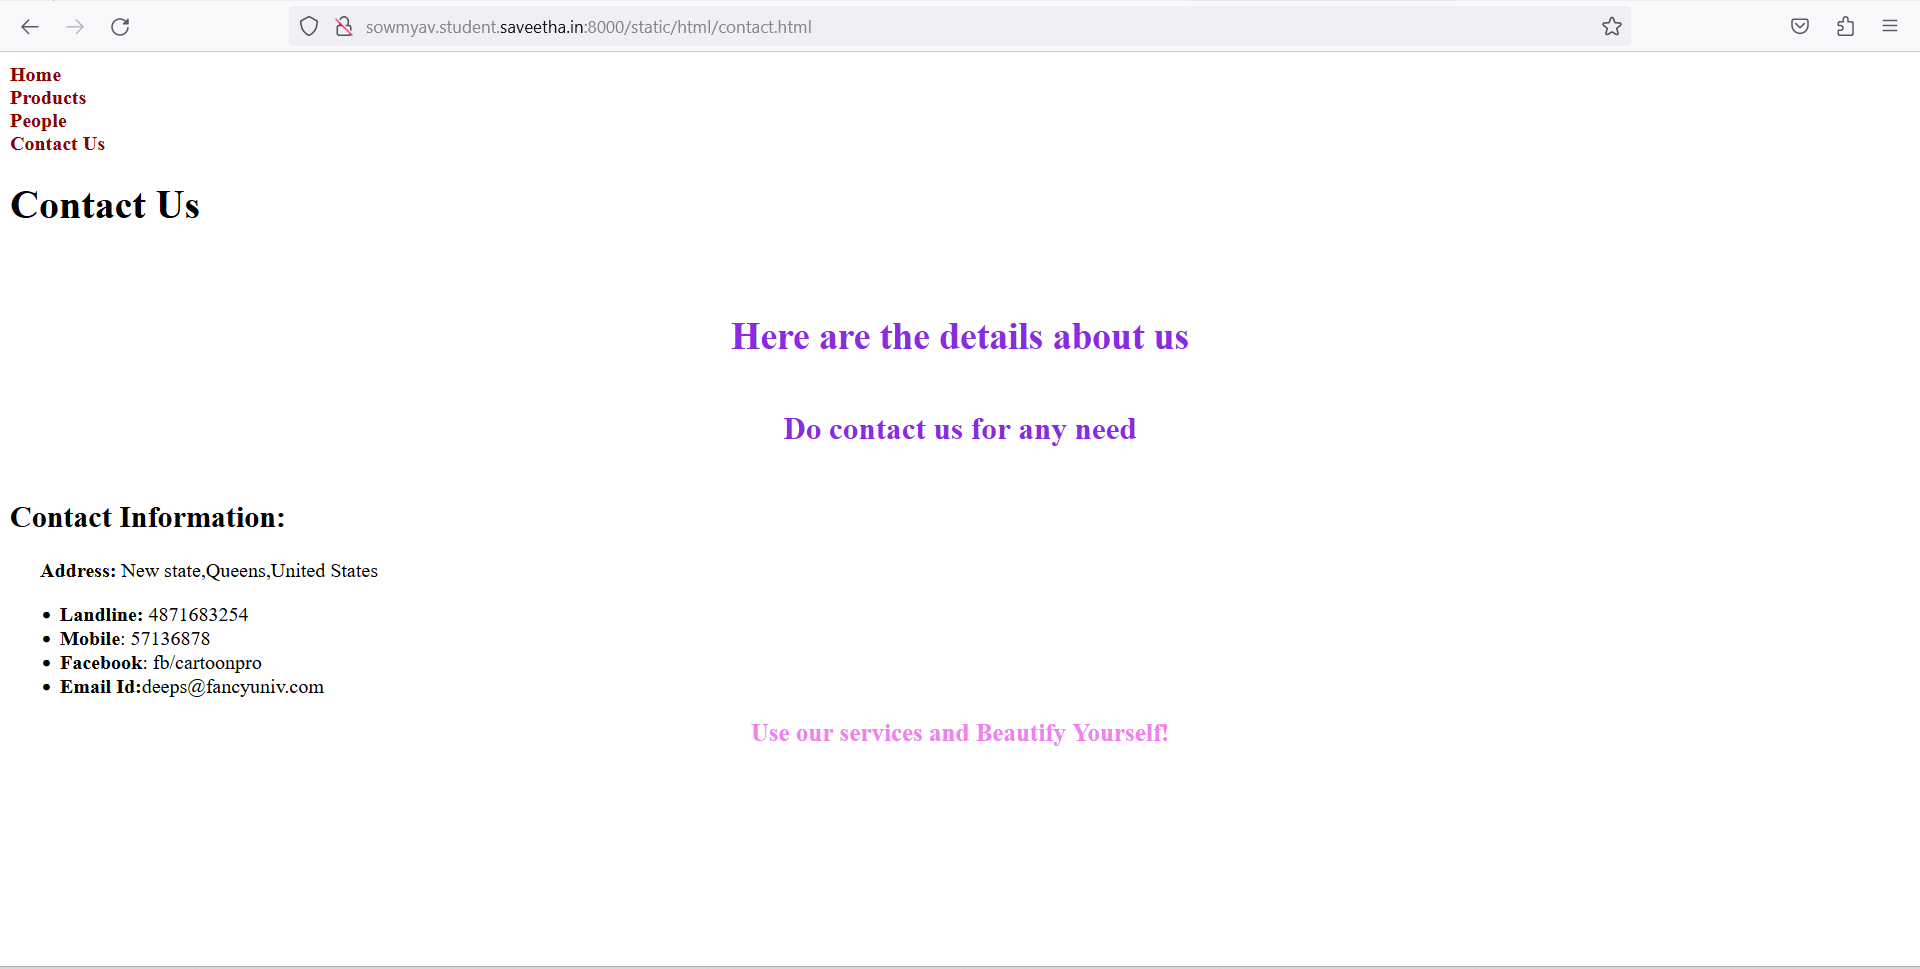 sowmyav.student.saveetha.in:8000/static/html/contact.html
Home
Products
People
Contact Us
Contact Us
Here are the details about us
Do contact us for any need
Contact Information:
Address: New state,Queens,United States
Landline: 4871683254
Mobile: 57136878
Facebook: fb/cartoonpro
Email Id:deeps@fancyuniv.com
Use our services and Beautify Yourself!